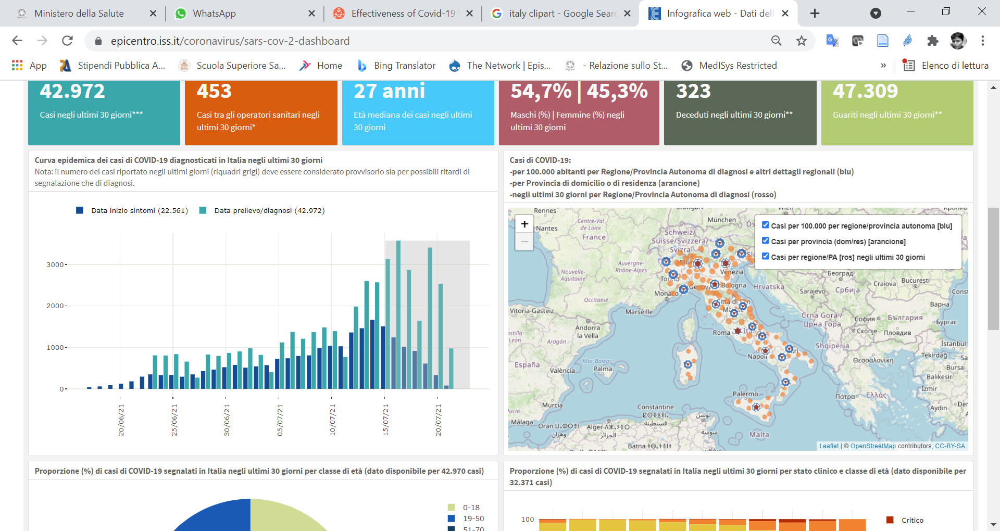 Ministero della Salute
WhatsApp
Effectiveness of Covid-19
italy clipart - Google Searc
Infografica web - Dati dell
epicentro.iss.it/coronavirus/sars-cov-2-dashboard
App
Stipendi Pubblica A...
Scuola Superiore Sa...
Home
Bing Translator
The Network | Epis...
- Relazione sullo St...
MedISys Restricted
»
Elenco di lettura
42.972
Casi negli ultimi 30 giorni***
453
Casi tra gli operatori sanitari negli
ultimi 30 giorni*
27 anni
Età mediana dei casi negli ultimi
30 giorni
54,7% | 45,3%
Maschi (%) | Femmine (%) negli
ultimi 30 giorni
323
Deceduti negli ultimi 30 giorni**
47.309
Guariti negli ultimi 30 giorni**
Curva epidemica dei casi di COVID-19 diagnosticati in Italia negli ultimi 30 giorni
Nota: il numero dei casi riportato negli ultimi giorni (riquadri grigi) deve essere considerato provvisorio sia per possibili ritardi di
segnalazione che di diagnosi.
Data inizio sintomi (22.561)
Data prelievo/diagnosi (42.972)
3000
2000
1000
0
20/06/21
25/06/21
30/06/21
05/07/21
10/07/21
15/07/21
20/07/21
Casi di COVID-19:
-per 100.000 abitanti per Regione/Provincia Autonoma di diagnosi e altri dettagli regionali (blu)
-per Provincia di domicilio o di residenza (arancione)
-negli ultimi 30 giorni per Regione/Provincia Autonoma di diagnosi (rosso)
+
−
Casi per 100.000 per regione/provincia autonoma [blu]
Casi per provincia (dom/res) [arancione]
Casi per regione/PA [ros] negli ultimi 30 giorni
Rennes
Nantes
Centre-Val
de Loire
France
München
Schweiz/
Suisse/Svizzera/
Svizra
Nouvelle-
Aquitaine
Auvergne-
Rhône-Alpes
Venezia
Genova
Bologna
Hrvatska
Monaco
Occitanie
Marseille
Vitoria-Gasteiz
Andorra
la Vella
Aragón
España
València
Mar Balear
Palma
Murcia
Málaga
Roma
Napoli
Palermo
Constantine
ⵇⵙⴻⵏⵟⵉⵏⴰ
قسنطينة
تونس
سوسة
Oran
وهران
Alger
الجزائر
Batna
Malta
Београд
Sarajevo
Србија
Craiova
București
Варна
Crna Gora /
Црна Гора
София
България
Бургас
Скопје
Пловдив
Shqipëria
İstanbul
Θεσσαλονίκη
Tekirdağ
Bursa
Balıkesir
İzmir
Πάτρα
Ελλάς
Aydın
Leaflet | © OpenStreetMap contributors, CC-BY-SA
Proporzione (%) di casi di COVID-19 segnalati in Italia negli ultimi 30 giorni per classe di età (dato disponibile per 42.970 casi)
0-18
19-50
51-70
Proporzione (%) di casi di COVID-19 segnalati in Italia negli ultimi 30 giorni per stato clinico e classe di età (dato disponibile per
32.371 casi)
100
Critico